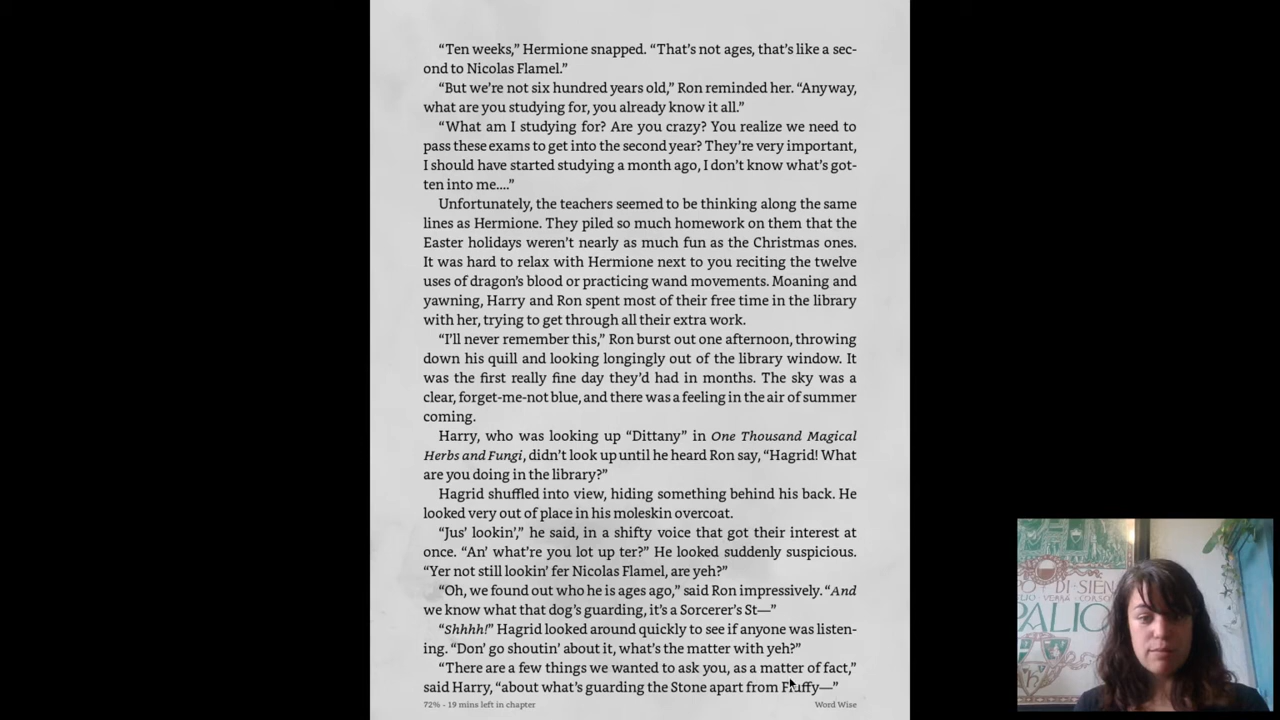 “Ten weeks,” Hermione snapped. “That’s not ages, that’s like a sec-
ond to Nicolas Flamel.”
“But we’re not six hundred years old,” Ron reminded her. “Anyway,
what are you studying for, you already know it all.”
“What am I studying for? Are you crazy? You realize we need to
pass these exams to get into the second year? They’re very important,
I should have started studying a month ago, I don’t know what’s got-
ten into me....”
Unfortunately, the teachers seemed to be thinking along the same
lines as Hermione. They piled so much homework on them that the
Easter holidays weren’t nearly as much fun as the Christmas ones.
It was hard to relax with Hermione next to you reciting the twelve
uses of dragon’s blood or practicing wand movements. Moaning and
yawning, Harry and Ron spent most of their free time in the library
with her, trying to get through all their extra work.
“I’ll never remember this,” Ron burst out one afternoon, throwing
down his quill and looking longingly out of the library window. It
was the first really fine day they’d had in months. The sky was a
clear, forget-me-not blue, and there was a feeling in the air of summer
coming.
Harry, who was looking up “Dittany” in One Thousand Magical
Herbs and Fungi, didn’t look up until he heard Ron say, “Hagrid! What
are you doing in the library?”
Hagrid shuffled into view, hiding something behind his back. He
looked very out of place in his moleskin overcoat.
“Jus’ lookin’,” he said, in a shifty voice that got their interest at
once. “An’ what’re you lot up ter?” He looked suddenly suspicious.
“Yer not still lookin’ fer Nicolas Flamel, are yeh?”
“Oh, we found out who he is ages ago,” said Ron impressively. “And
we know what that dog’s guarding, it’s a Sorcerer’s St—”
“Shhhh!” Hagrid looked around quickly to see if anyone was listen-
ing. “Don’ go shoutin’ about it, what’s the matter with yeh?”
“There are a few things we wanted to ask you, as a matter of fact,”
said Harry, “about what’s guarding the Stone apart from Fluffy—”
72% - 19 mins left in chapter
Word Wise
DI-SIEN
PALIO